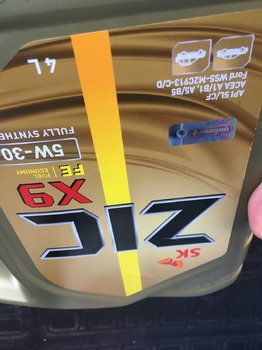 SK
ZIC
X9
FE FUEL
ECONOMY
5W-30
FULLY SYNTHE
API SL/CF
ACEA A1/B1, A5/B5
Ford WSS-M2C913-C/D
4 L